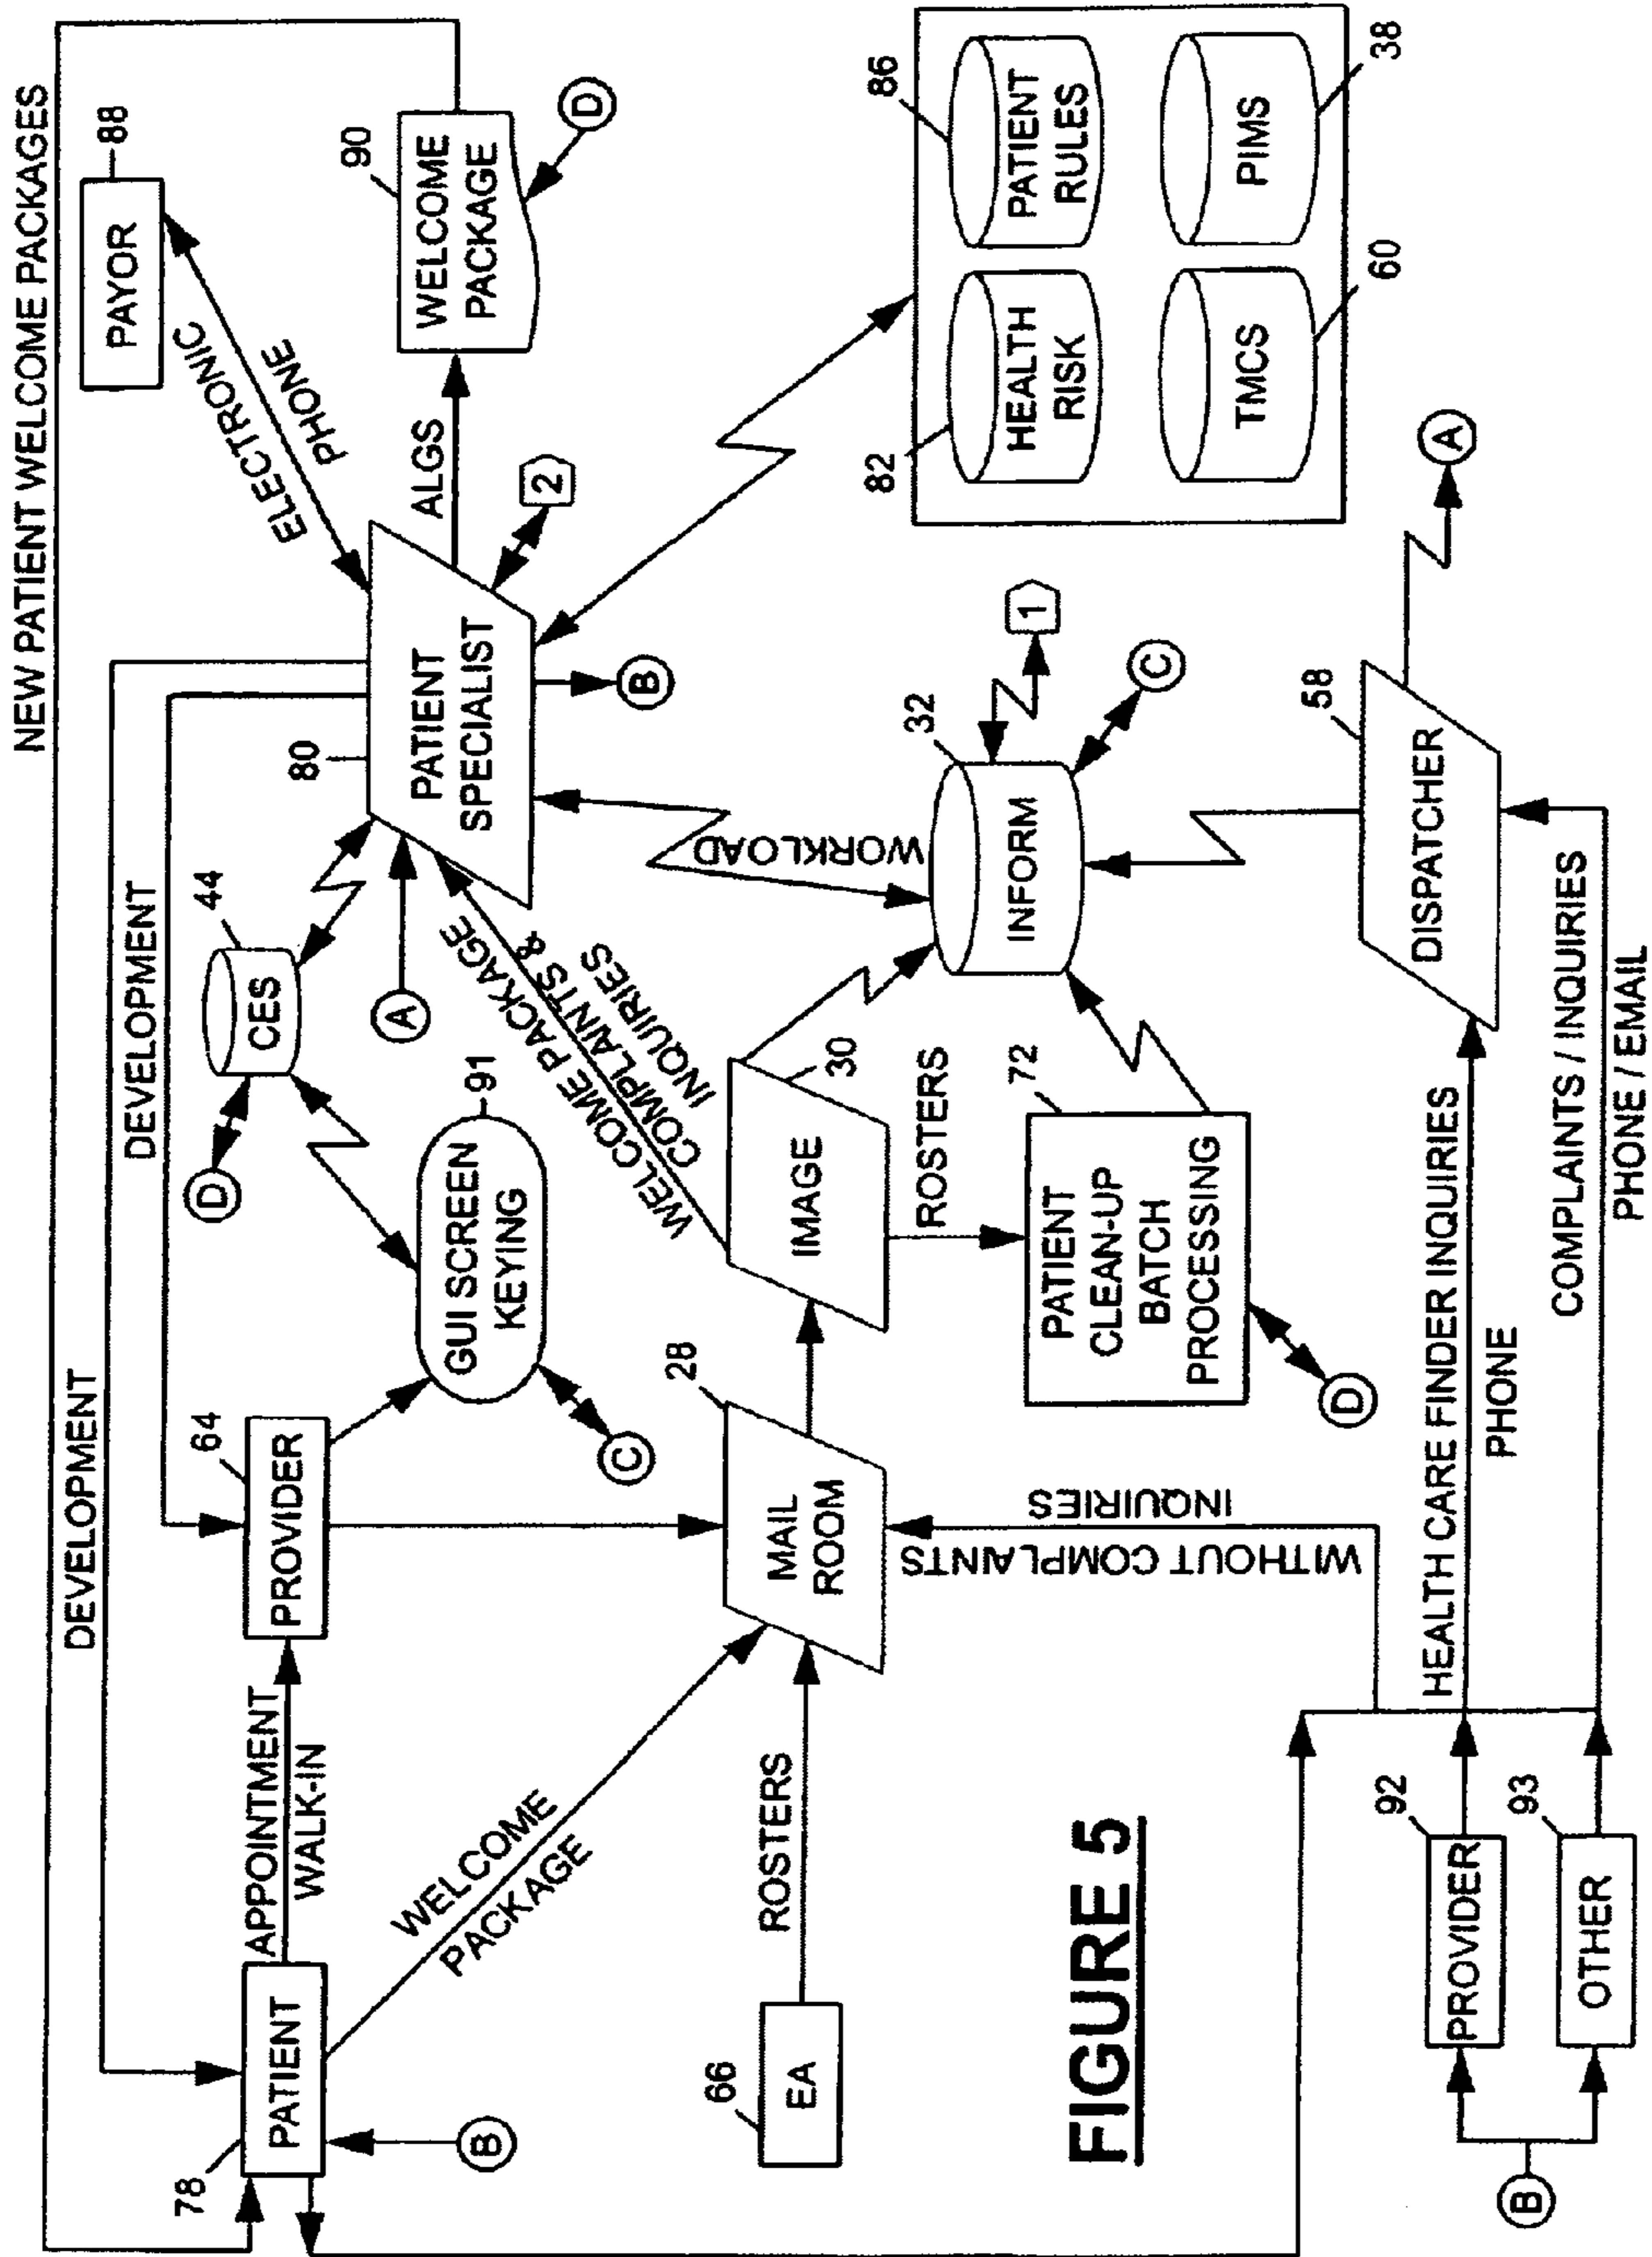 NEW PATIENT WELCOME PACKAGES
DEVELOPMENT
DEVELOPMENT
88
PAYOR
ELECTRONIC
PHONE
78
PATIENT
APPOINTMENT
WALK-IN
64
PROVIDER
44
CES
D
80
PATIENT
SPECIALIST
ALGS
90
WELCOME
PACKAGE
D
2
A
B
B
91
GUI SCREEN
KEYING
C
WELCOME
PACKAGE
WELCOME PACKAGE
COMPLAINTS &
INQUIRIES
82
HEALTH
RISK
86
PATIENT
RULES
TMCS
60
PIMS
38
66
EA
ROSTERS
28
MAIL
ROOM
IMAGE
30
ROSTERS
72
PATIENT
CLEAN-UP
BATCH
PROCESSING
D
WORKLOAD
32
INFORM
1
C
WITHOUT COMPLAINTS
INQUIRIES
58
DISPATCHER
A
HEALTH CARE FINDER INQUIRIES
PHONE
COMPLAINTS / INQUIRIES
PHONE / EMAIL
B
92
PROVIDER
93
OTHER
FIGURE 5